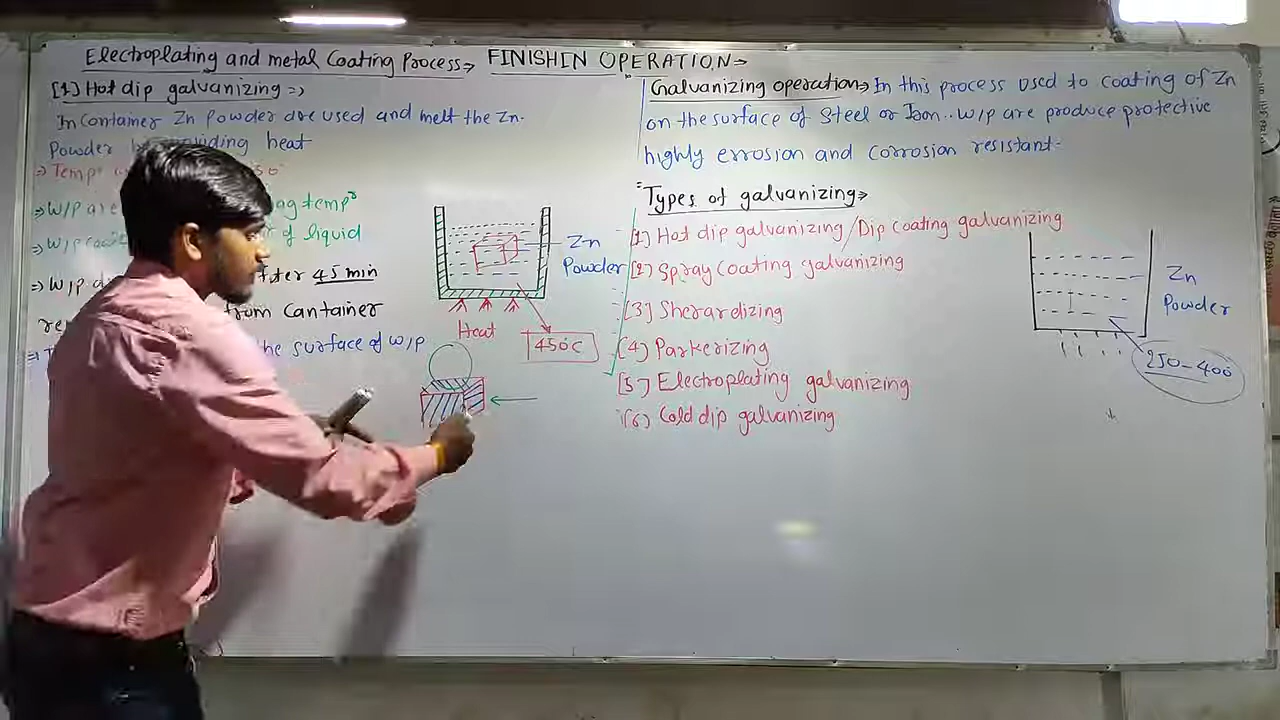 Electroplating and metal Coating Process⇒ FINISHIN OPERATION⇒
[1] Hot dip galvanizing ⇒
In Container Zn Powder are used and melt the Zn.
Powder heat
⇒ Temp
⇒ W/P are temp
⇒ W/P of liquid
⇒ W/P 45 min
from Cantainer
the surface of W/P
Zn
Powder
Heat
450°C
Galvanizing operation⇒ In this process used to coating of Zn
on the surface of Steel or Iron.. W/P are produce protective
highly errosion and corrosion resistant.
Types of galvanizing⇒
[1] Hot dip galvanizing/Dip coating galvanizing
[2] Spray Coating galvanizing
[3] Sherardizing
[4] Parkerizing
[5] Electroplating galvanizing
(6) Cold dip galvanizing
Zn
Powder
250-400